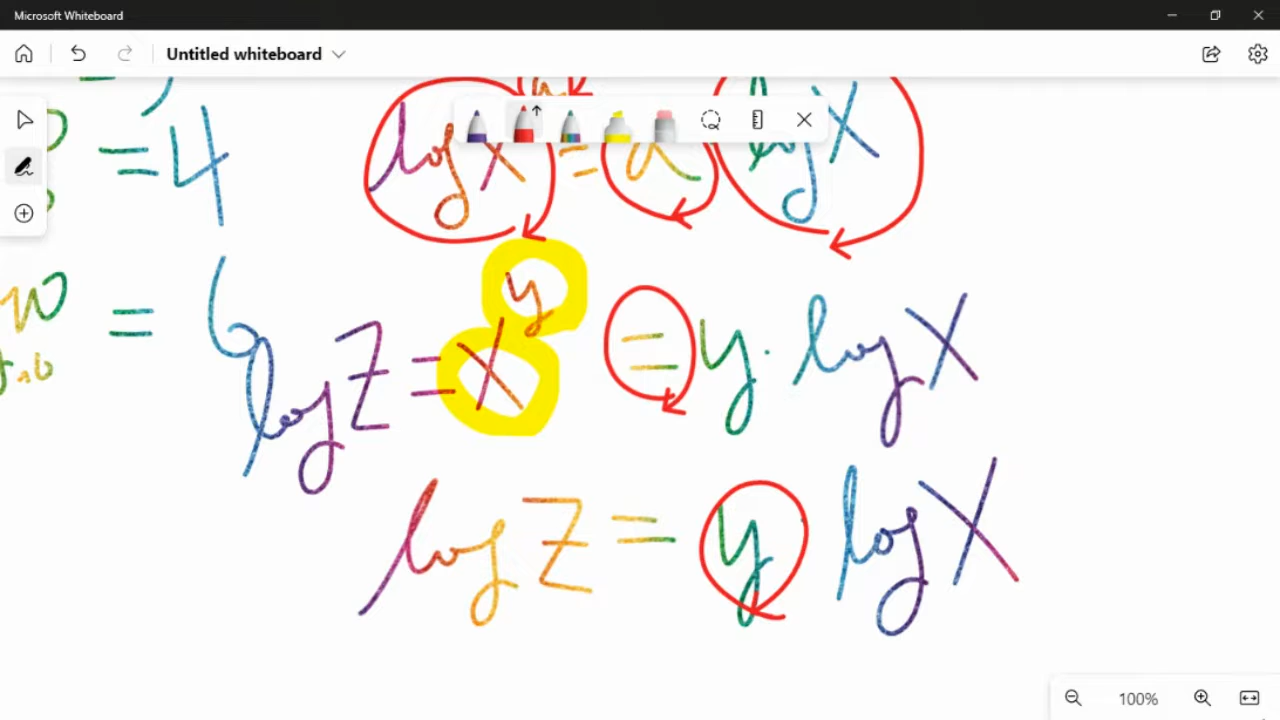 Microsoft Whiteboard
Untitled whiteboard
= 4
log X = a log X
= 6
log Z = X^y = y · log X
log Z = y log X
100%